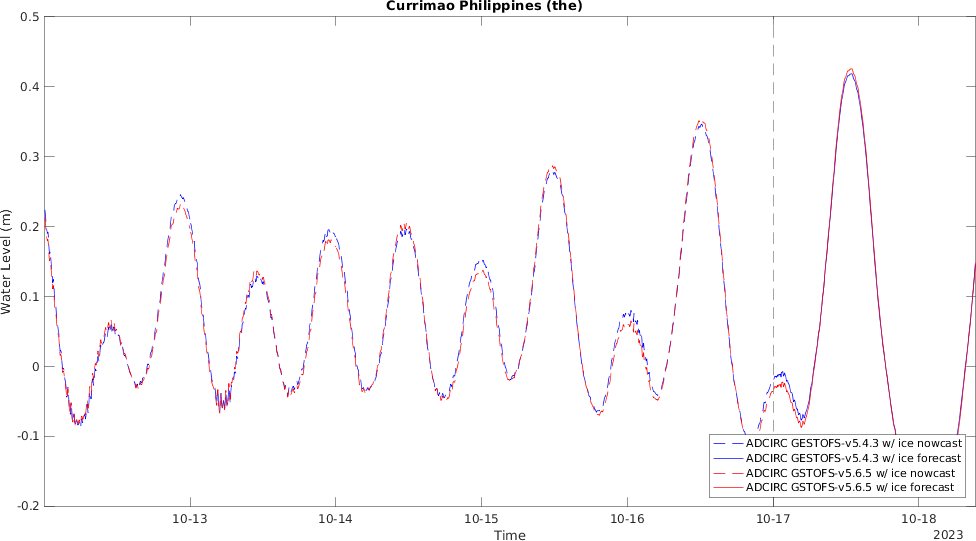 Currimao Philippines (the)
0.5
0.4
0.3
0.2
0.1
0
-0.1
-0.2
Water Level (m)
10-13
10-14
10-15
10-16
10-17
10-18
Time
2023
ADCIRC GESTOFS-v5.4.3 w/ ice nowcast
ADCIRC GESTOFS-v5.4.3 w/ ice forecast
ADCIRC GSTOFS-v5.6.5 w/ ice nowcast
ADCIRC GSTOFS-v5.6.5 w/ ice forecast